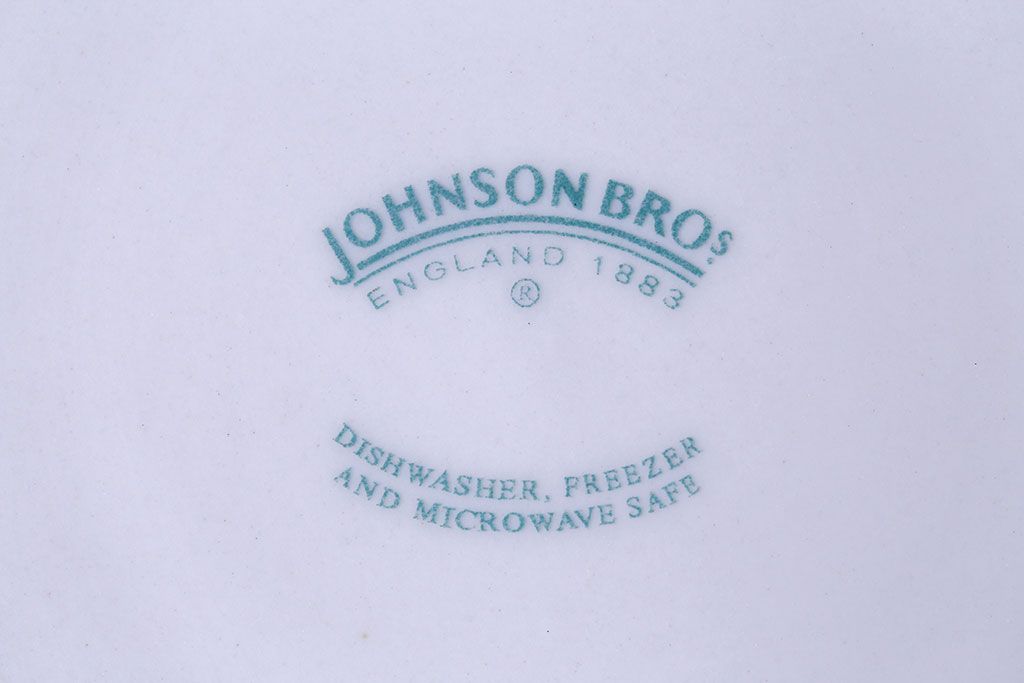 JOHNSON BROS.
ENGLAND 1883
®
DISHWASHER, FREEZER
AND MICROWAVE SAFE